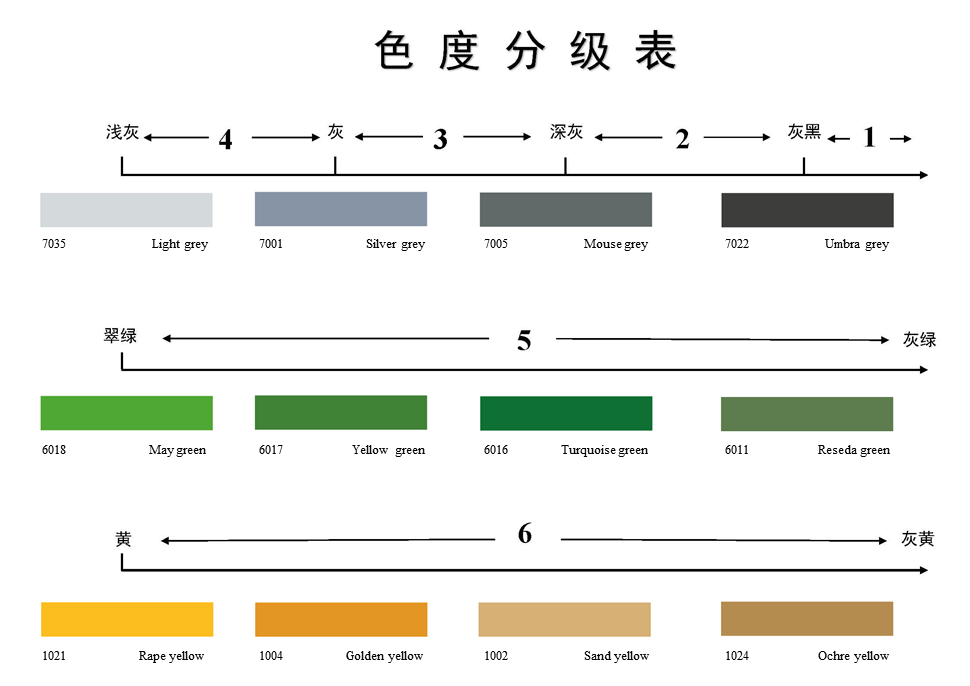 色度分级表
浅灰 4 灰 3 深灰 2 灰黑 1
7035 Light grey 7001 Silver grey 7005 Mouse grey 7022 Umbra grey
翠绿 5 灰绿
6018 May green 6017 Yellow green 6016 Turquoise green 6011 Reseda green
黄 6 灰黄
1021 Rape yellow 1004 Golden yellow 1002 Sand yellow 1024 Ochre yellow